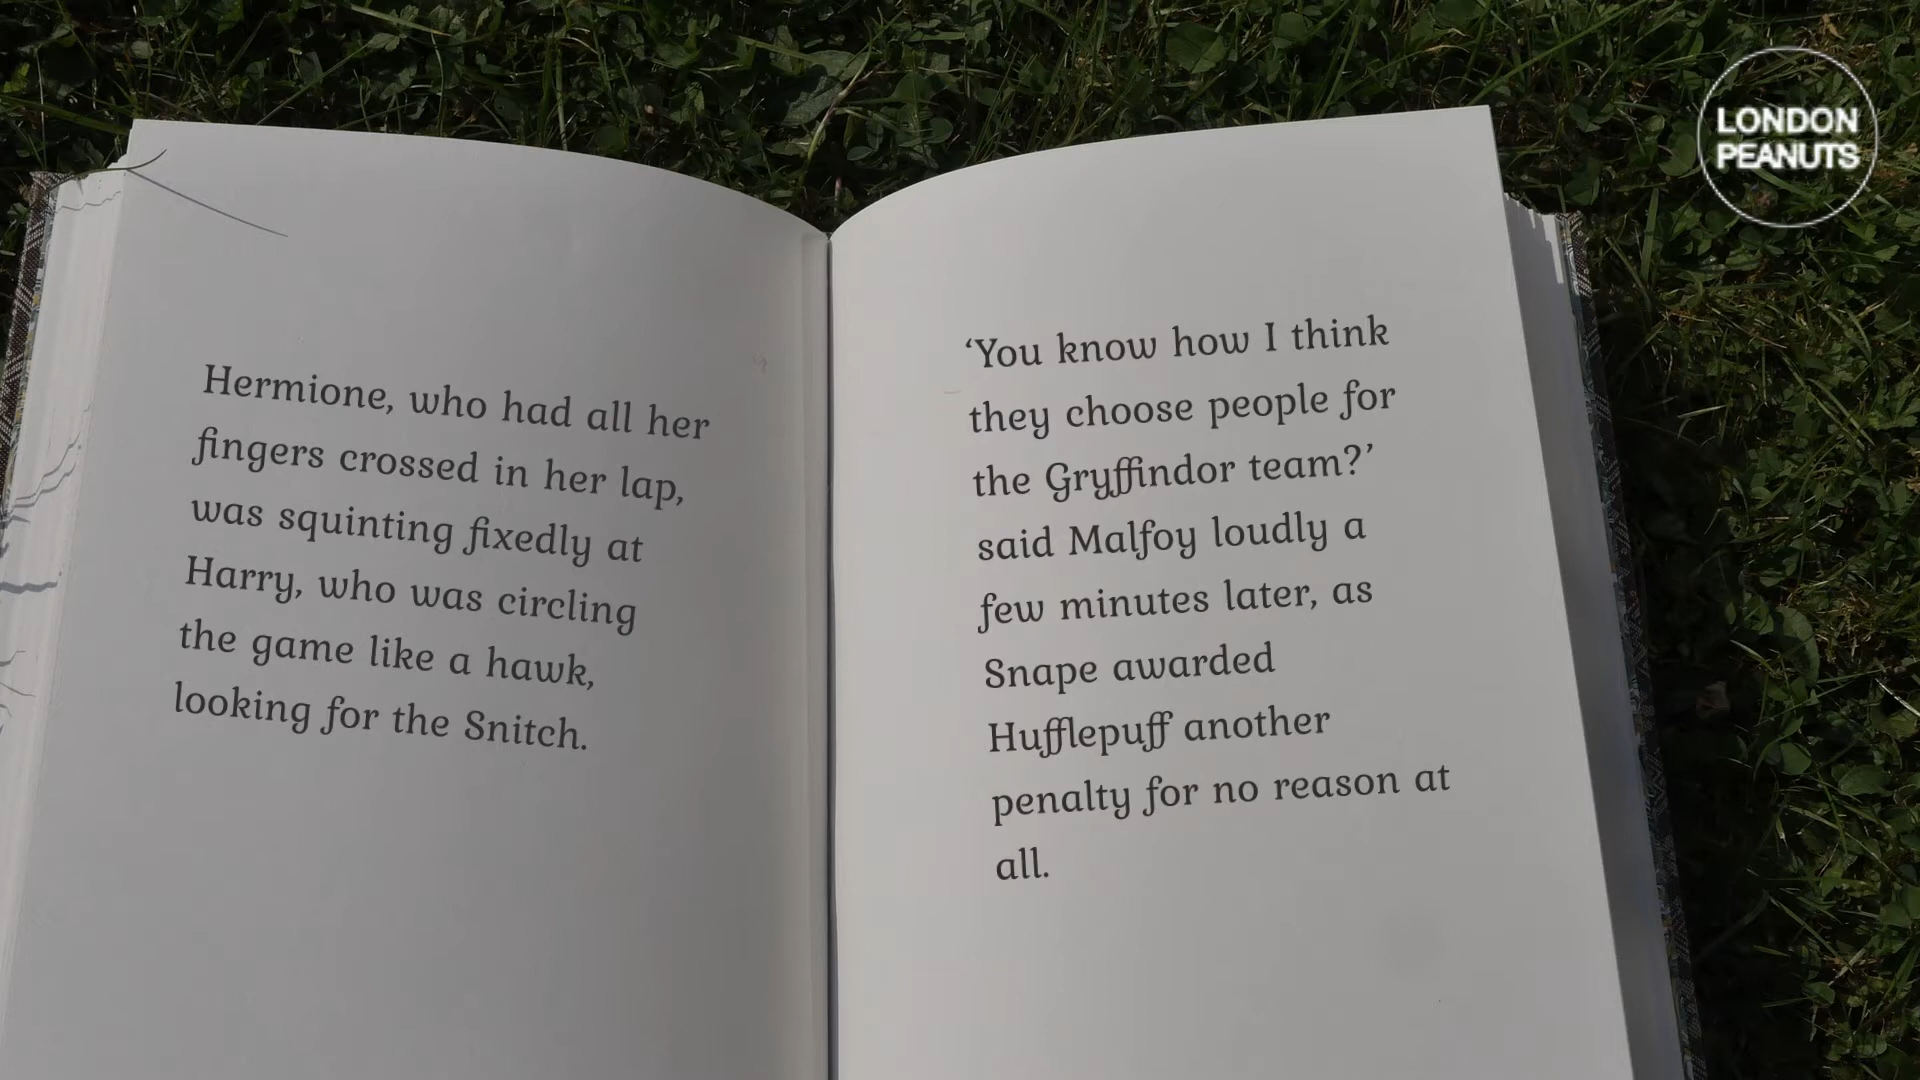 Hermione, who had all her
fingers crossed in her lap,
was squinting fixedly at
Harry, who was circling
the game like a hawk,
looking for the Snitch.
‘You know how I think
they choose people for
the Gryffindor team?’
said Malfoy loudly a
few minutes later, as
Snape awarded
Hufflepuff another
penalty for no reason at
all.
LONDON
PEANUTS